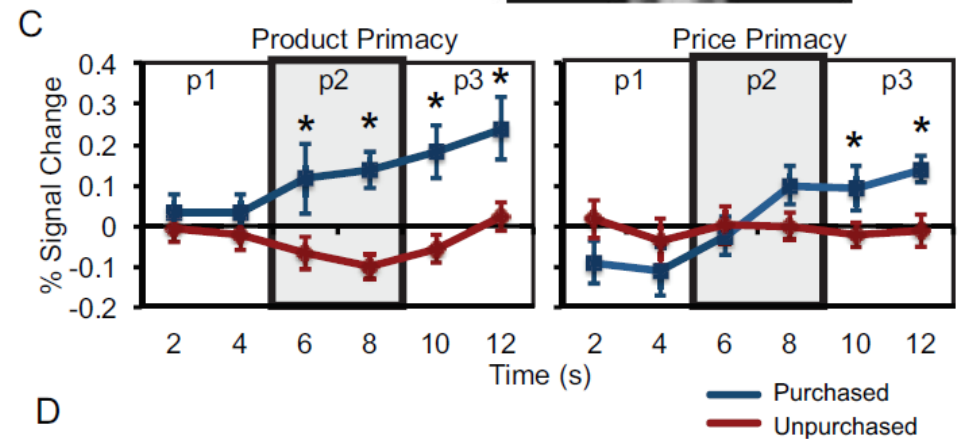 C
Product Primacy
Price Primacy
% Signal Change
0.4
0.3
0.2
0.1
0
-0.1
-0.2
p1
p2
p3
*
*
*
*
p1
p2
p3
*
*
2 4 6 8 10 12
2 4 6 8 10 12
Time (s)
Purchased
Unpurchased
D